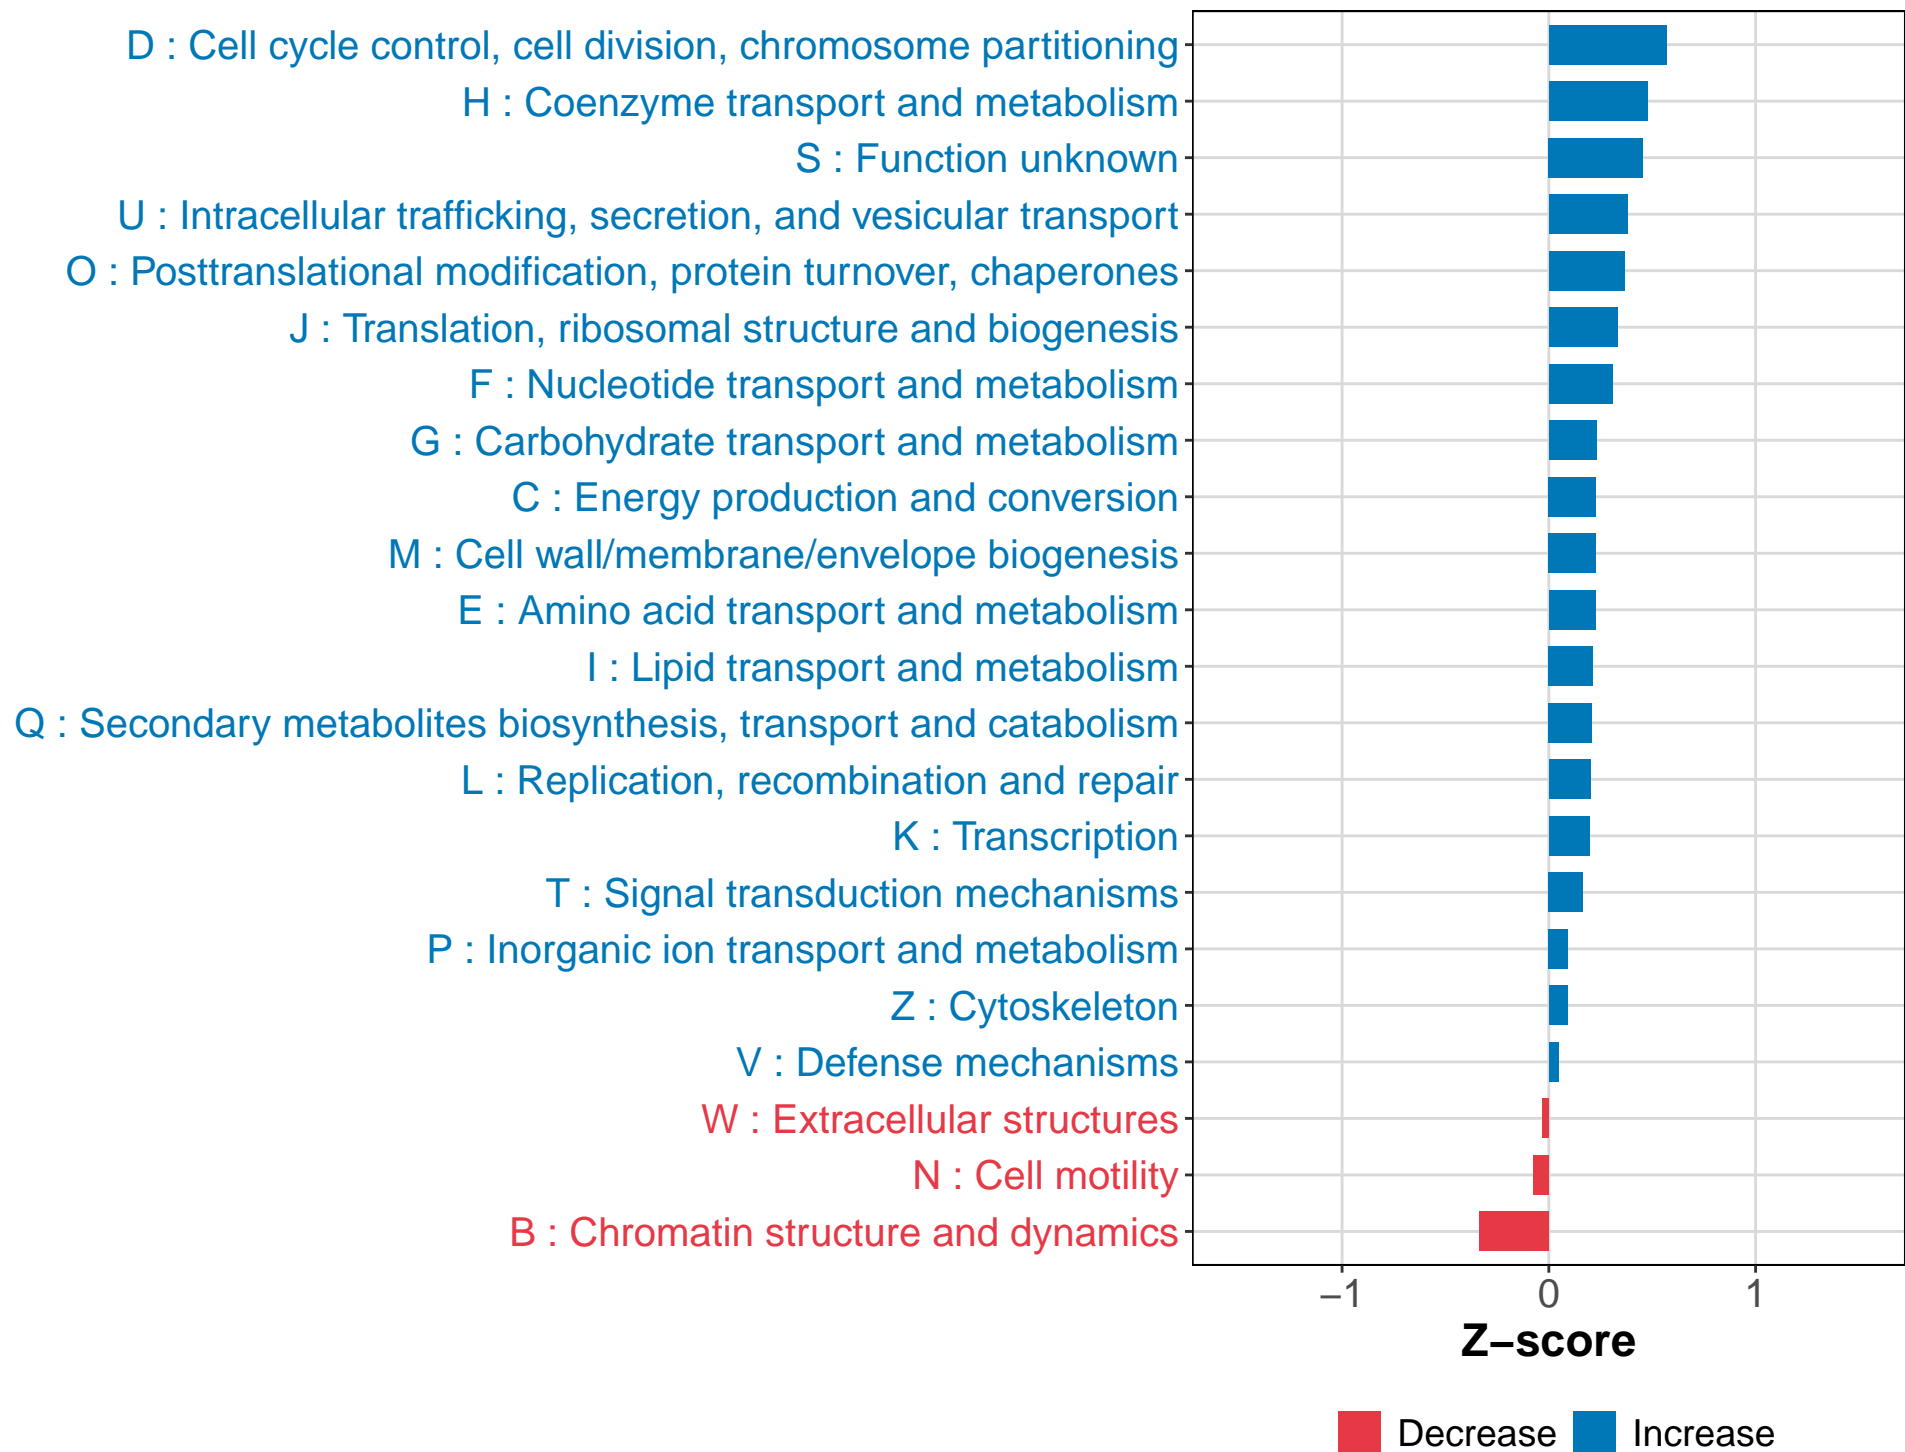 D : Cell cycle control, cell division, chromosome partitioning
H : Coenzyme transport and metabolism
S : Function unknown
U : Intracellular trafficking, secretion, and vesicular transport
O : Posttranslational modification, protein turnover, chaperones
J : Translation, ribosomal structure and biogenesis
F : Nucleotide transport and metabolism
G : Carbohydrate transport and metabolism
C : Energy production and conversion
M : Cell wall/membrane/envelope biogenesis
E : Amino acid transport and metabolism
I : Lipid transport and metabolism
Q : Secondary metabolites biosynthesis, transport and catabolism
L : Replication, recombination and repair
K : Transcription
T : Signal transduction mechanisms
P : Inorganic ion transport and metabolism
Z : Cytoskeleton
V : Defense mechanisms
W : Extracellular structures
N : Cell motility
B : Chromatin structure and dynamics
−1 0 1
Z−score
Decrease Increase